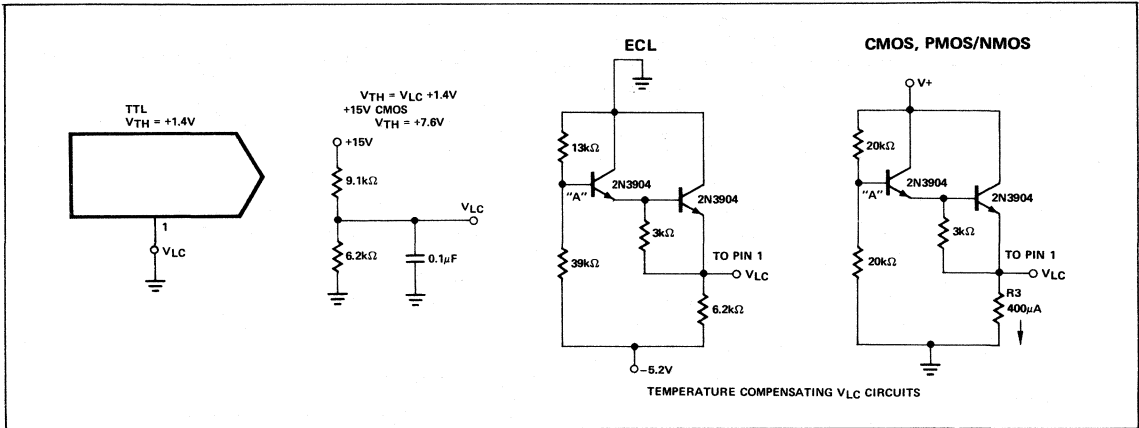 TTL
VTH = +1.4V
1
VLC
VTH = VLC +1.4V
+15V CMOS
VTH = +7.6V
+15V
9.1kΩ
VLC
6.2kΩ
0.1μF
ECL
13kΩ
2N3904
"A"
2N3904
3kΩ
39kΩ
TO PIN 1
VLC
6.2kΩ
−5.2V
CMOS, PMOS/NMOS
V+
20kΩ
2N3904
"A"
2N3904
3kΩ
20kΩ
TO PIN 1
VLC
R3
400μA
TEMPERATURE COMPENSATING VLC CIRCUITS